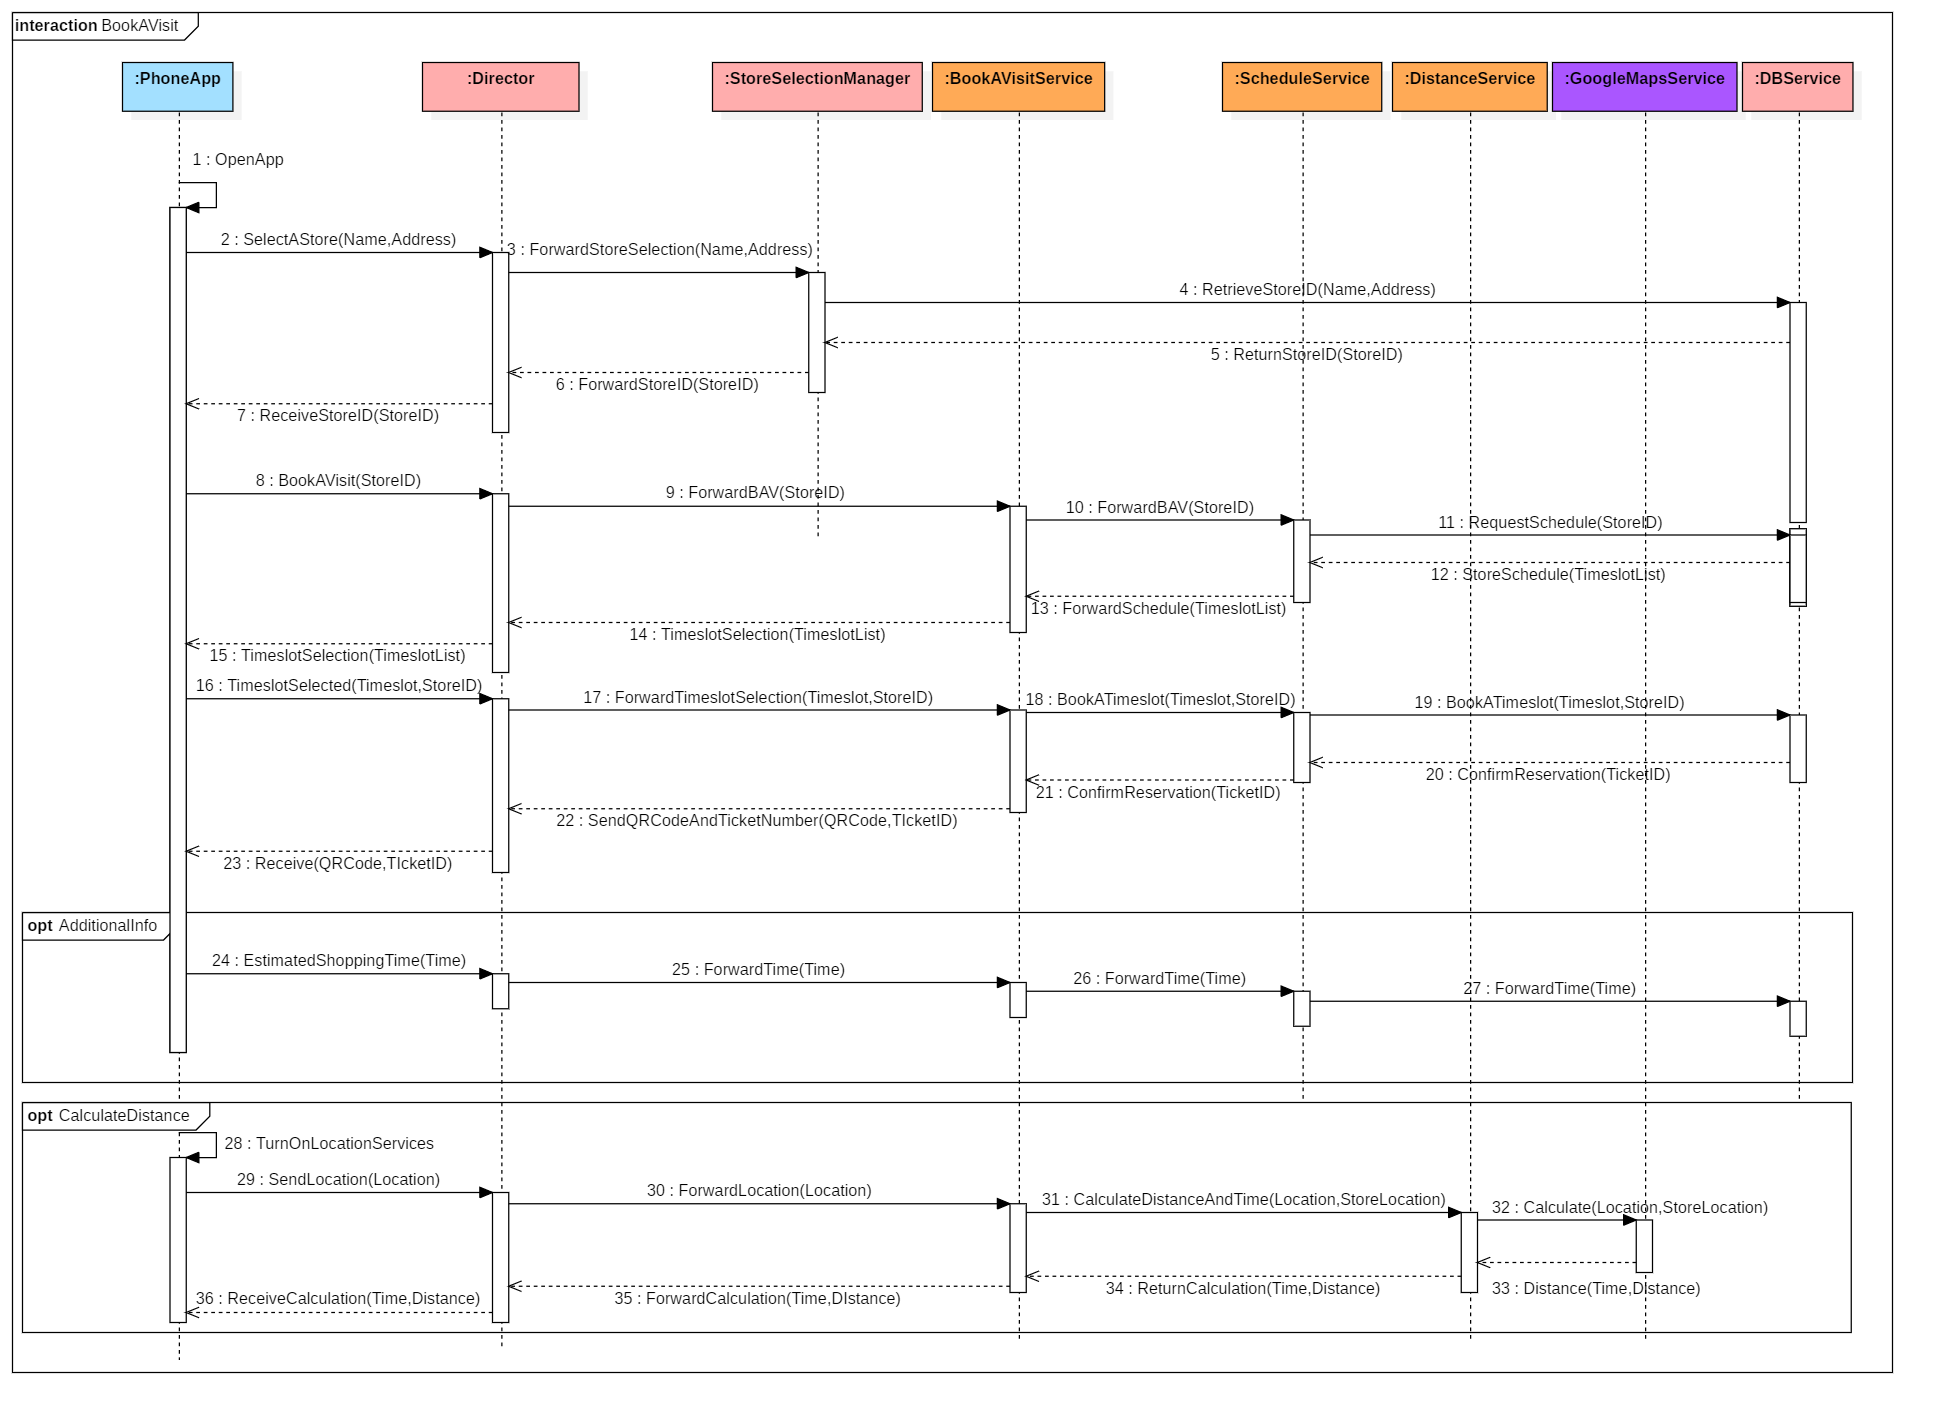 interaction BookAVisit
:PhoneApp
:Director
:StoreSelectionManager
:BookAVisitService
:ScheduleService
:DistanceService
:GoogleMapsService
:DBService
1 : OpenApp
2 : SelectAStore(Name,Address)
3 : ForwardStoreSelection(Name,Address)
4 : RetrieveStoreID(Name,Address)
5 : ReturnStoreID(StoreID)
6 : ForwardStoreID(StoreID)
7 : ReceiveStoreID(StoreID)
8 : BookAVisit(StoreID)
9 : ForwardBAV(StoreID)
10 : ForwardBAV(StoreID)
11 : RequestSchedule(StoreID)
12 : StoreSchedule(TimeslotList)
13 : ForwardSchedule(TimeslotList)
14 : TimeslotSelection(TimeslotList)
15 : TimeslotSelection(TimeslotList)
16 : TimeslotSelected(Timeslot,StoreID)
17 : ForwardTimeslotSelection(Timeslot,StoreID)
18 : BookATimeslot(Timeslot,StoreID)
19 : BookATimeslot(Timeslot,StoreID)
20 : ConfirmReservation(TicketID)
21 : ConfirmReservation(TicketID)
22 : SendQRCodeAndTicketNumber(QRCode,TIcketID)
23 : Receive(QRCode,TIcketID)
opt AdditionalInfo
24 : EstimatedShoppingTime(Time)
25 : ForwardTime(Time)
26 : ForwardTime(Time)
27 : ForwardTime(Time)
opt CalculateDistance
28 : TurnOnLocationServices
29 : SendLocation(Location)
30 : ForwardLocation(Location)
31 : CalculateDistanceAndTime(Location,StoreLocation)
32 : Calculate(Location,StoreLocation)
33 : Distance(Time,Distance)
34 : ReturnCalculation(Time,Distance)
35 : ForwardCalculation(Time,DIstance)
36 : ReceiveCalculation(Time,Distance)